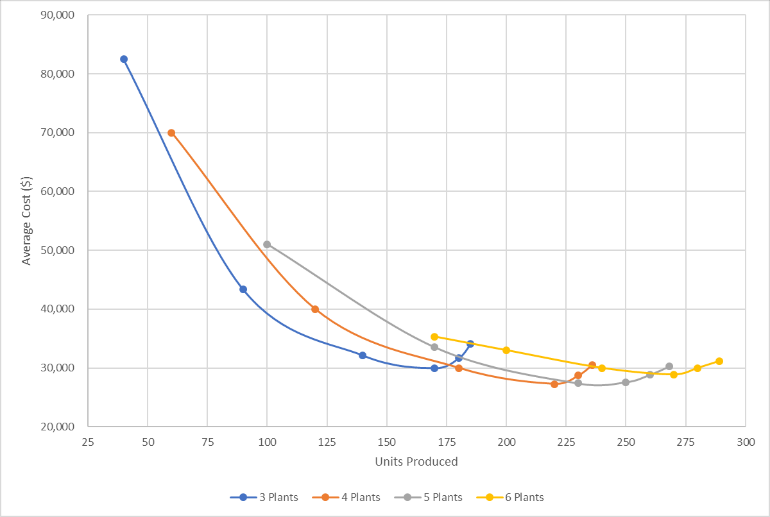 90,000
80,000
70,000
60,000
50,000
40,000
30,000
20,000
Average Cost ($)
25 50 75 100 125 150 175 200 225 250 275 300
Units Produced
3 Plants 4 Plants 5 Plants 6 Plants